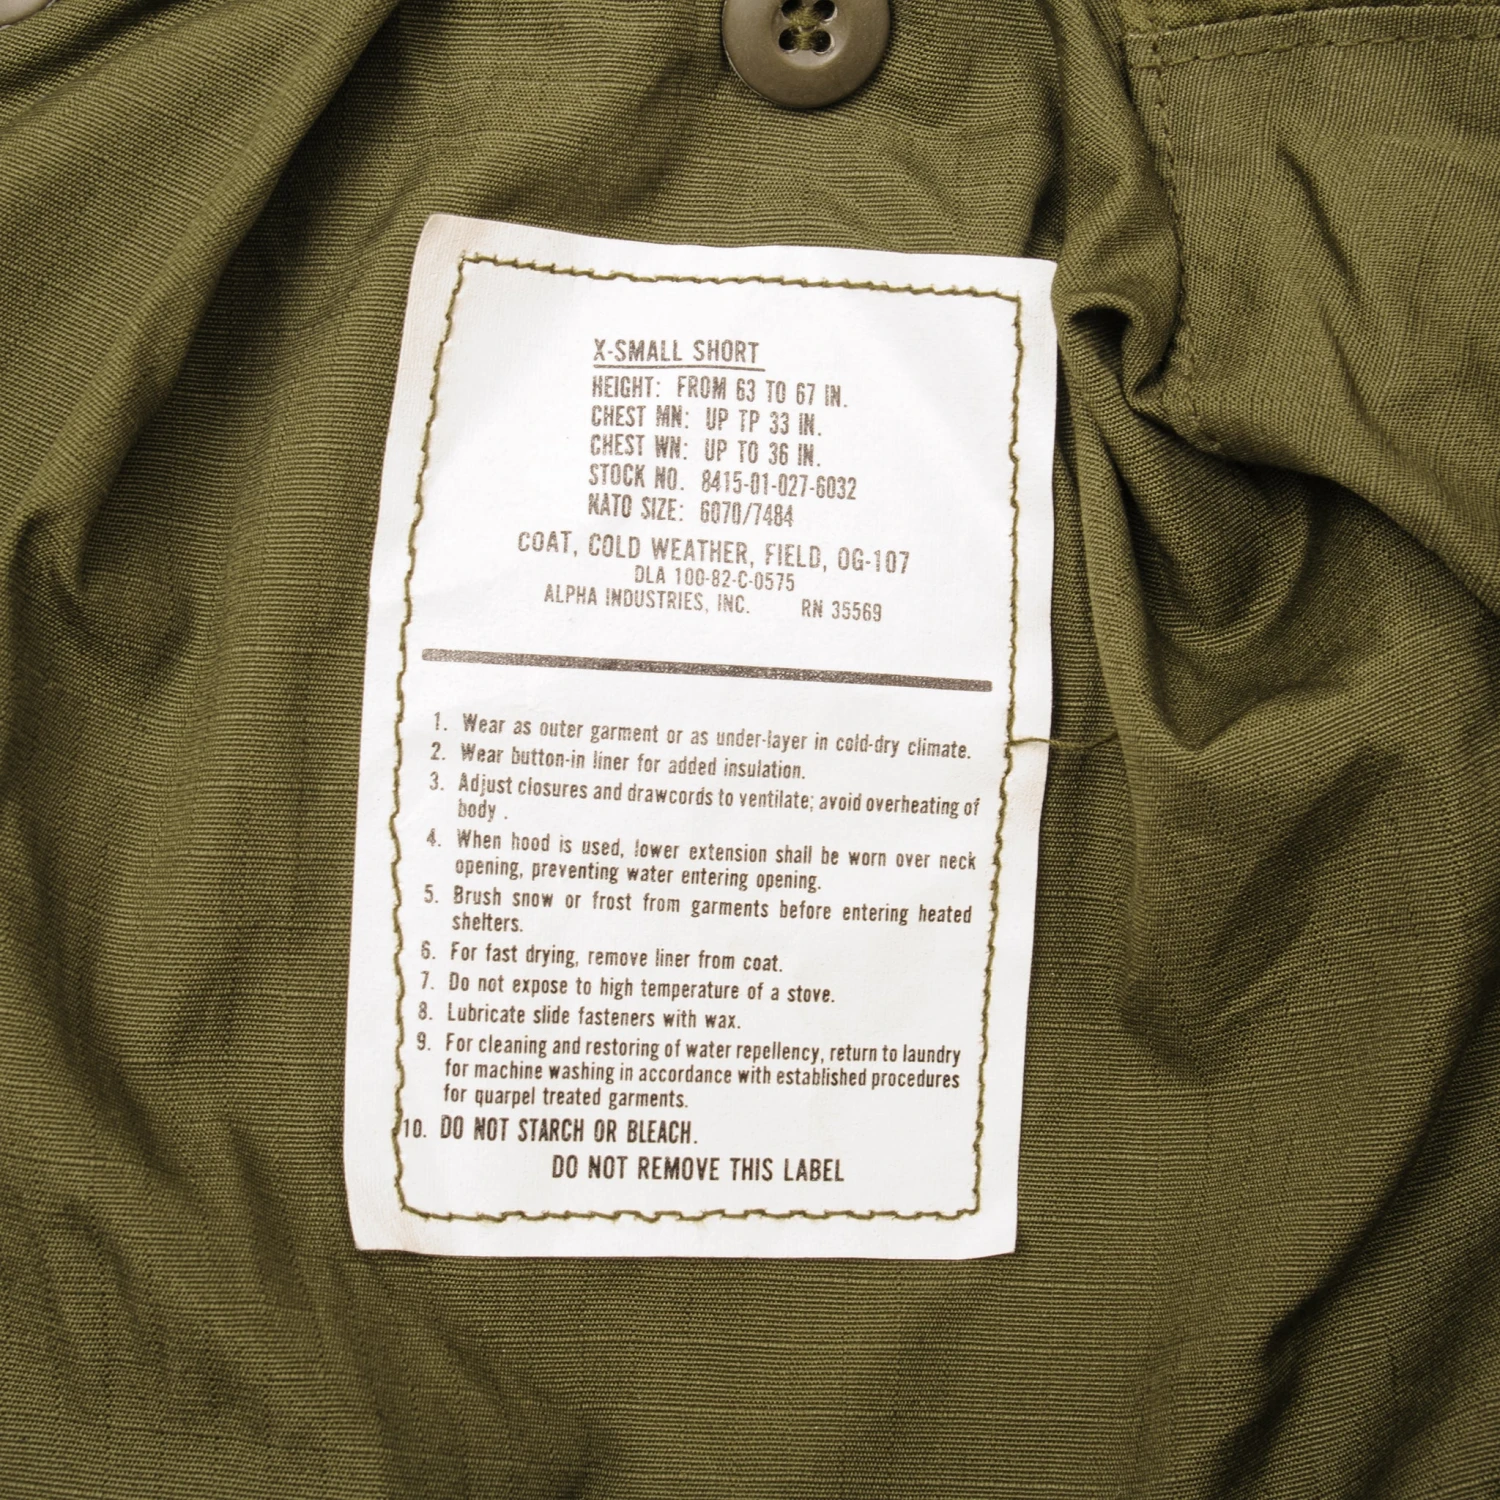 X-SMALL SHORT
HEIGHT: FROM 63 TO 67 IN.
CHEST MN: UP TP 33 IN.
CHEST WN: UP TO 36 IN.
STOCK NO. 8415-01-027-6032
NATO SIZE: 6070/7484
COAT, COLD WEATHER, FIELD, OG-107
DLA 100-82-C-0575
ALPHA INDUSTRIES, INC. RN 35569
1. Wear as outer garment or as under-layer in cold-dry climate.
2. Wear button-in liner for added insulation.
3. Adjust closures and drawcords to ventilate; avoid overheating of
body .
4. When hood is used, lower extension shall be worn over neck
opening, preventing water entering opening.
5. Brush snow or frost from garments before entering heated
shelters.
6. For fast drying, remove liner from coat.
7. Do not expose to high temperature of a stove.
8. Lubricate slide fasteners with wax.
9. For cleaning and restoring of water repellency, return to laundry
for machine washing in accordance with established procedures
for quarpel treated garments.
10. DO NOT STARCH OR BLEACH.
DO NOT REMOVE THIS LABEL